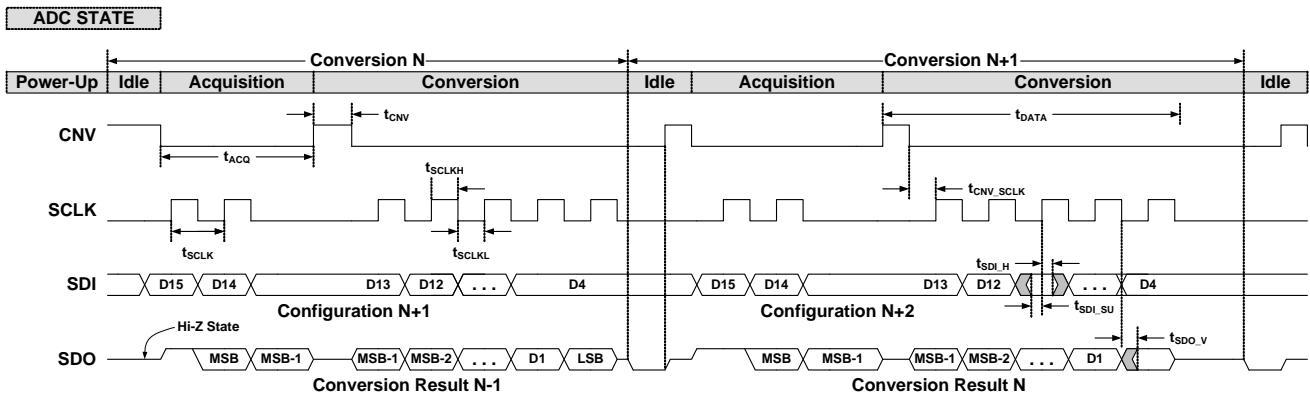 ADC STATE
Conversion N
Conversion N+1
Power-Up Idle Acquisition Conversion Idle Acquisition Conversion Idle
tCNV
tDATA
CNV
tACQ
tSCLKH
tCNV_SCLK
SCLK
tSCLK
tSCLKL
tSDI_H
SDI D15 D14 D13 D12 . . . D4 D15 D14 D13 D12 . . . D4
Configuration N+1
Configuration N+2
tSDI_SU
Hi-Z State
tSDO_V
SDO MSB MSB-1 MSB-1 MSB-2 . . . D1 LSB MSB MSB-1 MSB-1 MSB-2 . . . D1
Conversion Result N-1
Conversion Result N